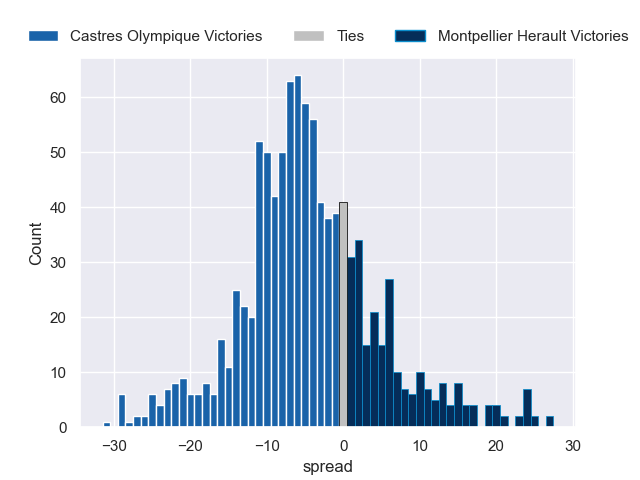 Castres Olympique Victories Ties Montpellier Herault Victories
60
50
40
30
20
10
0
Count
−30 −20 −10 0 10 20 30
spread